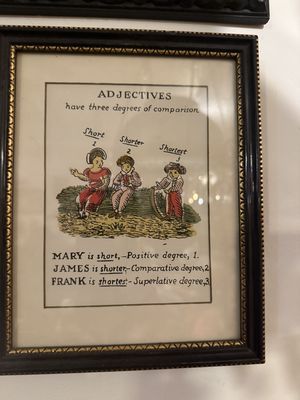 ADJECTIVES
have three degrees of comparison,
Short
1
Shorter
2
Shortest
3
MARY is short, -Positive degree, 1.
JAMES is shorter,-Comparative degree,2
FRANK is shortest-Superlative degree,3